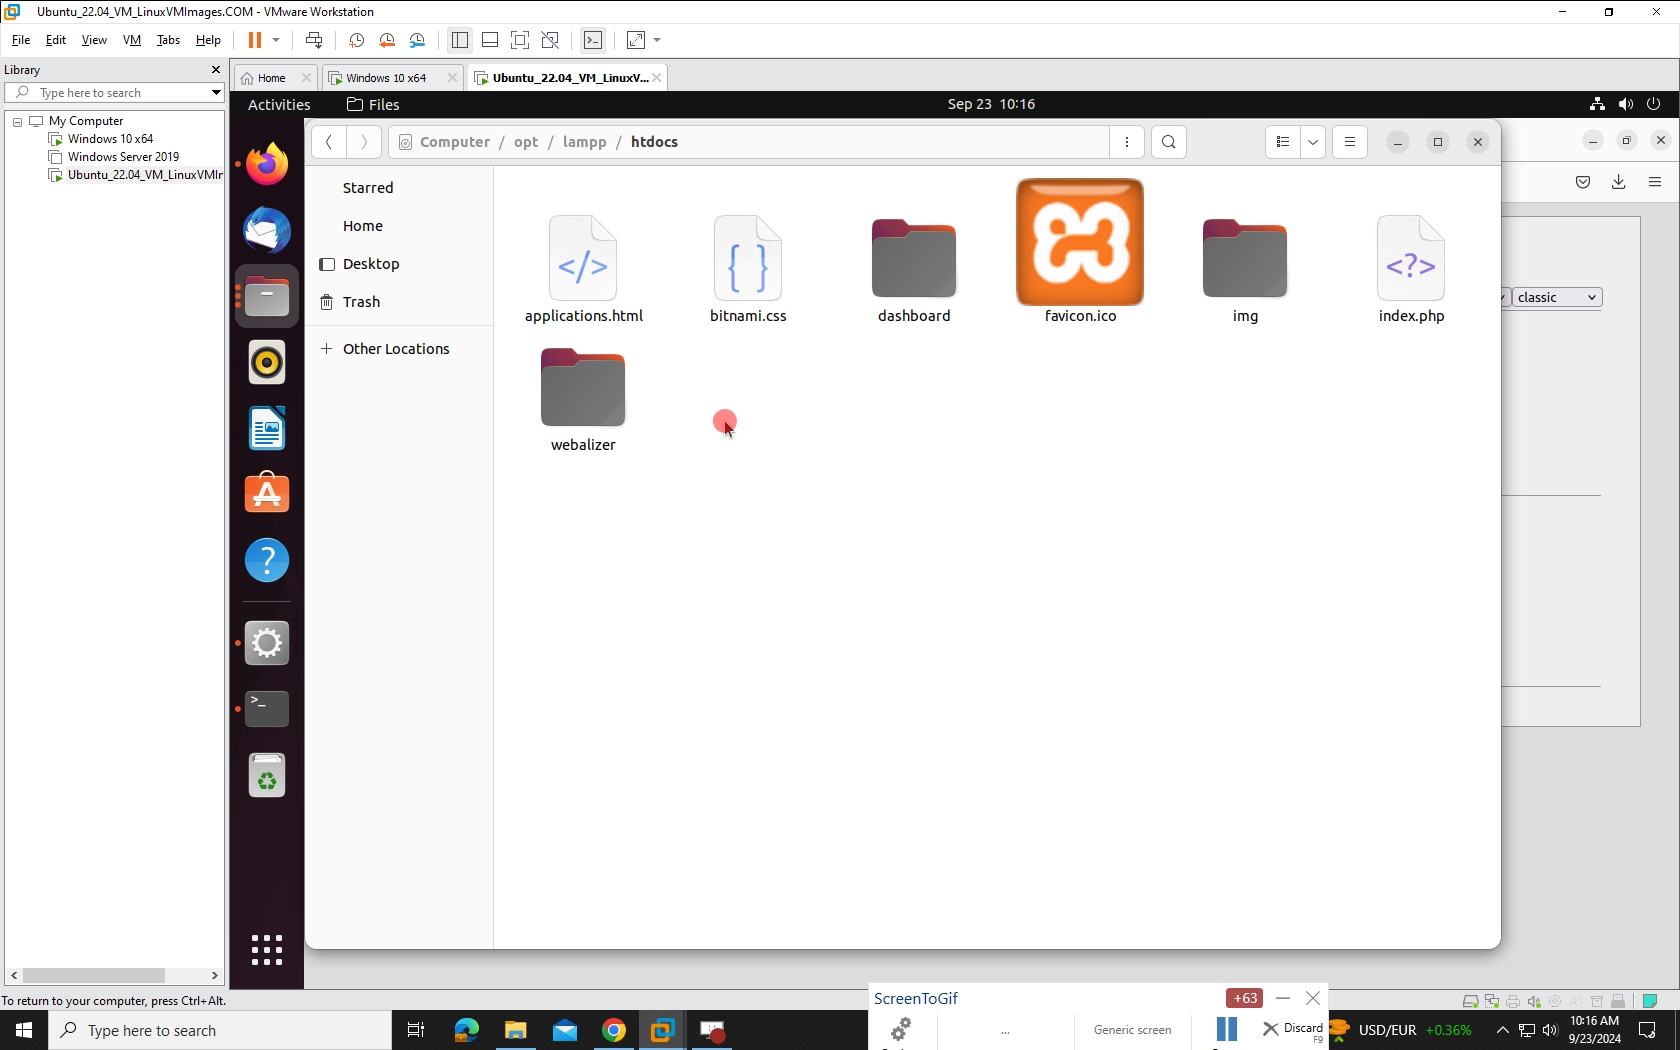 Ubuntu_22.04_VM_LinuxVMImages.COM - VMware Workstation
File Edit View VM Tabs Help
Library
Type here to search
My Computer
Windows 10 x64
Windows Server 2019
Ubuntu_22.04_VM_LinuxVMIr
Home
Windows 10 x64
Ubuntu_22.04_VM_LinuxV...
Activities
Files
Sep 23 10:16
Computer / opt / lampp / htdocs
Starred
Home
Desktop
Trash
Other Locations
applications.html
bitnami.css
dashboard
favicon.ico
img
index.php
webalizer
classic
To return to your computer, press Ctrl+Alt.
ScreenToGif
+63
...
Generic screen
Discard
F9
Type here to search
USD/EUR +0.36%
10:16 AM
9/23/2024